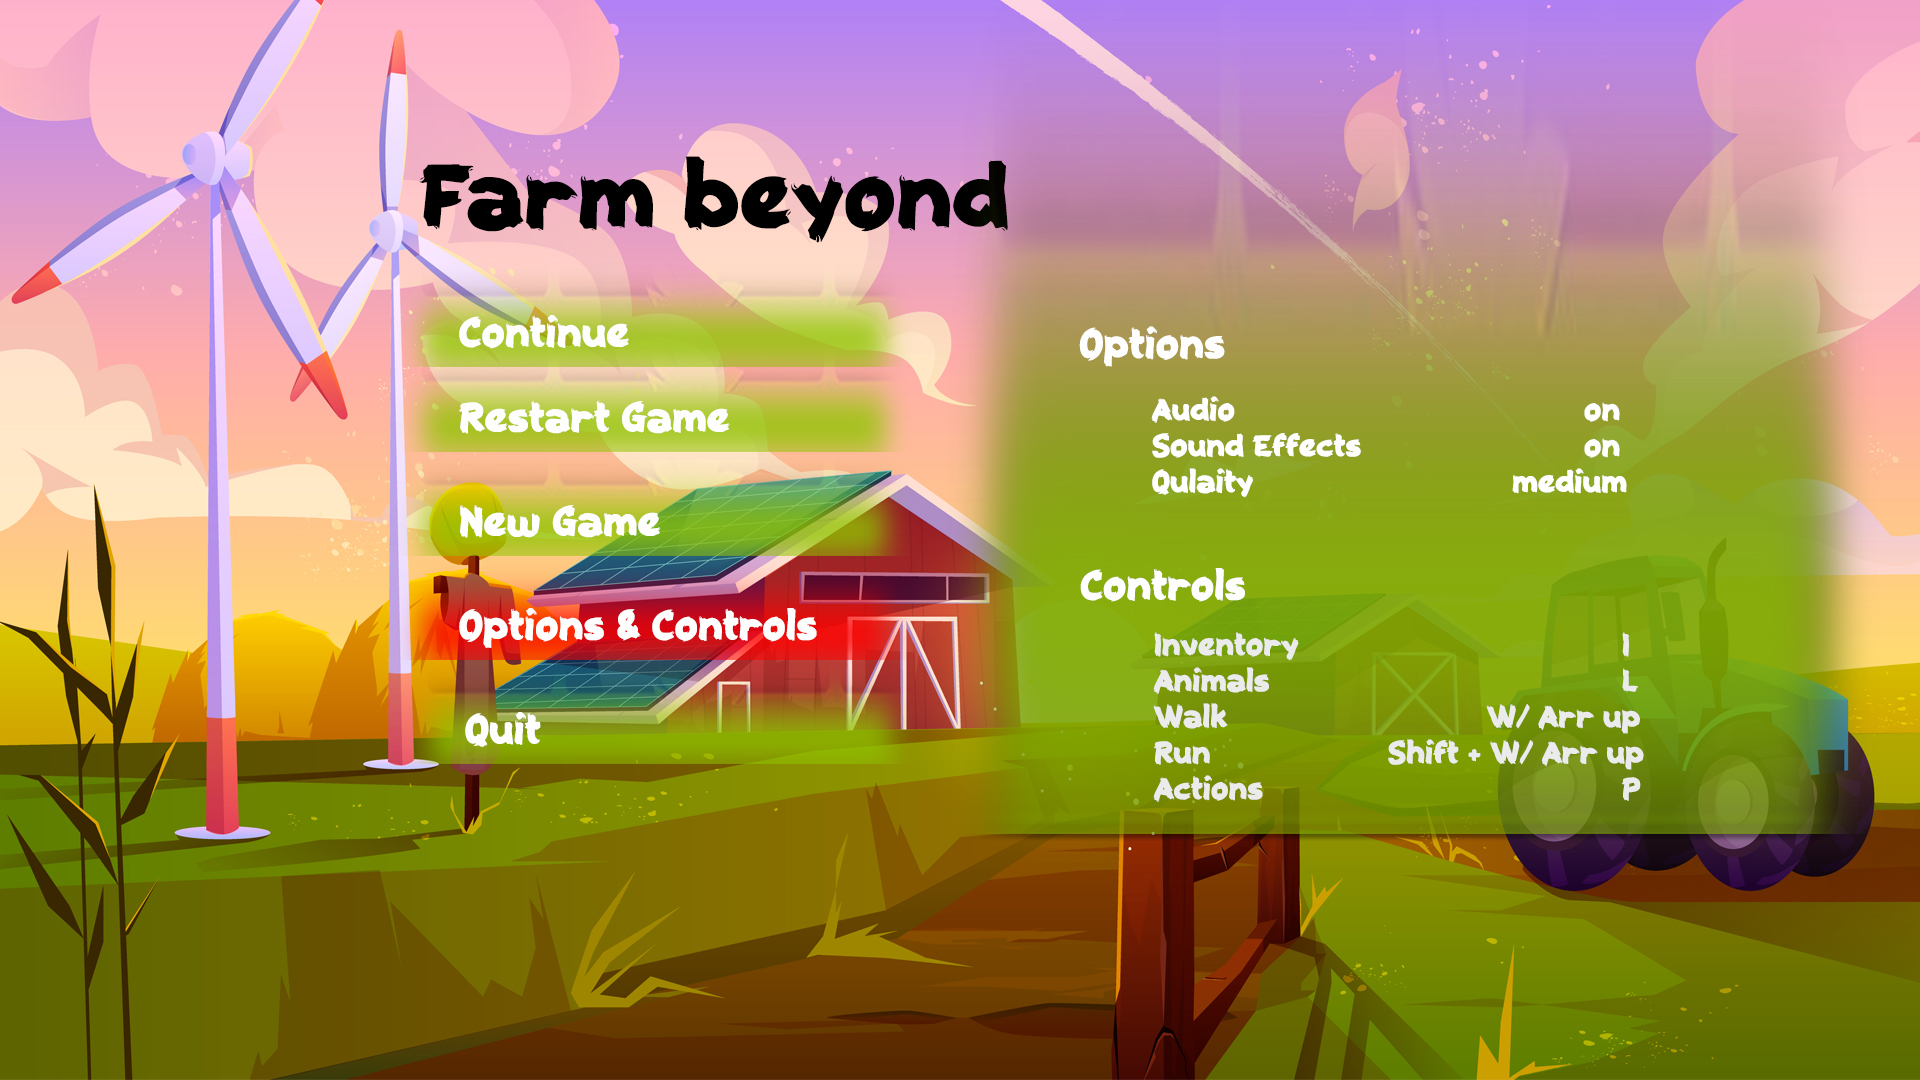 Farm beyond
Continue
Restart Game
New Game
Options & Controls
Quit
Options
Audio on
Sound Effects on
Qulaity medium
Controls
Inventory I
Animals L
Walk W/ Arr up
Run Shift + W/ Arr up
Actions P